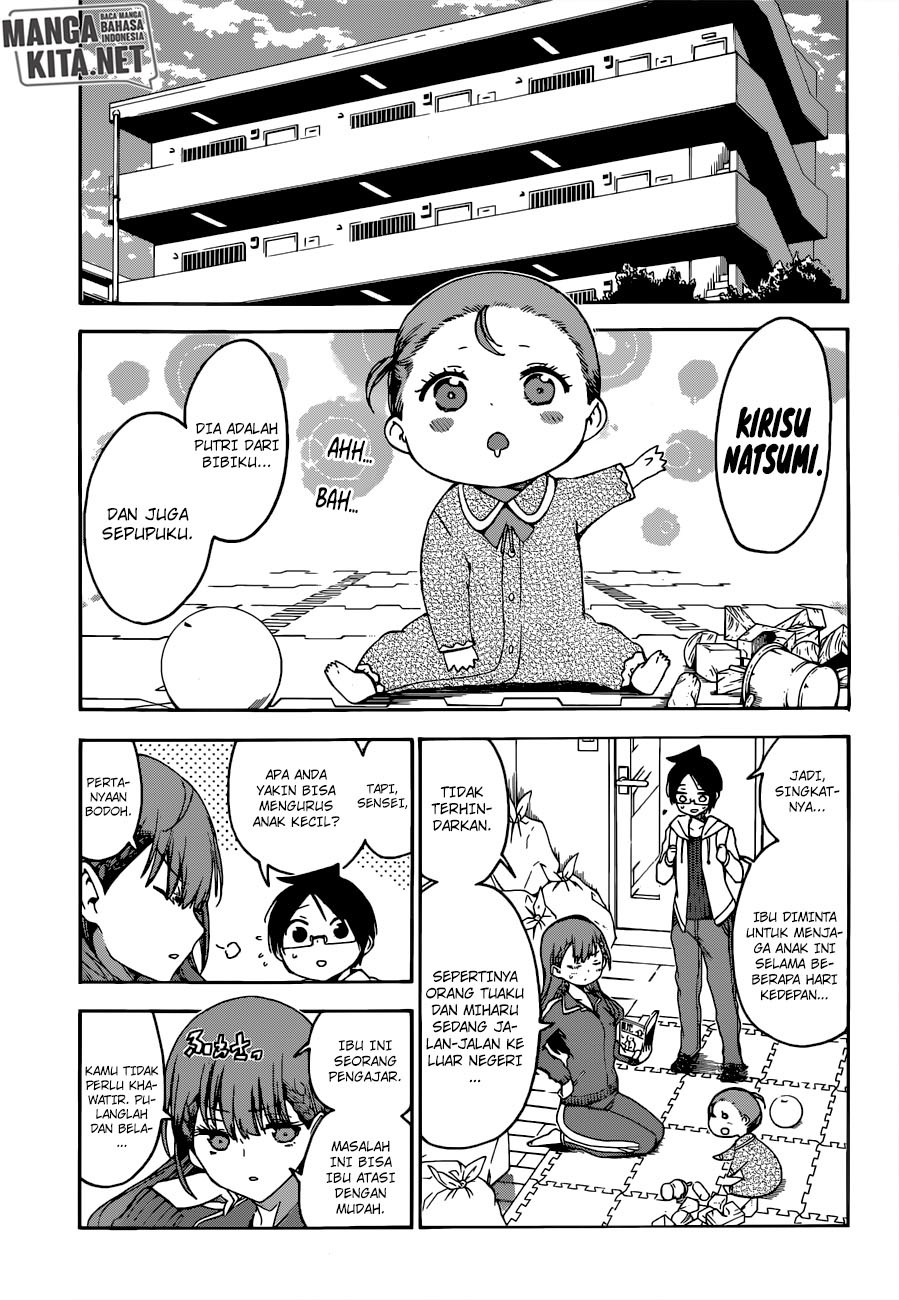 MANGA
KITA.NET
BACA MANGA
BAHASA
INDONESIA
KIRISU
NATSUMI.
AHH...
BAH...
DIA ADALAH
PUTRI DARI
BIBIKU...
DAN JUGA
SEPUPUKU.
JADI,
SINGKAT-
NYA...
IBU DIMINTA
UNTUK MENJA-
GA ANAK INI
SELAMA BE-
BERAPA HARI
KEDEPAN...
TIDAK
TERHIN-
DARKAN.
SEPERTINYA
ORANG TUAKU
DAN MIHARU
SEDANG JA-
LAN-JALAN KE
LUAR NEGERI
...
TAPI,
SENSEI,
APA ANDA
YAKIN BISA
MENGURUS
ANAK KECIL?
PERTA-
NYAAN
BODOH.
IBU INI
SEORANG
PENGAJAR.
MASALAH
INI BISA
IBU ATASI
DENGAN
MUDAH.
KAMU TIDAK
PERLU KHA-
WATIR. PU-
LANGLAH
DAN BELA-
...